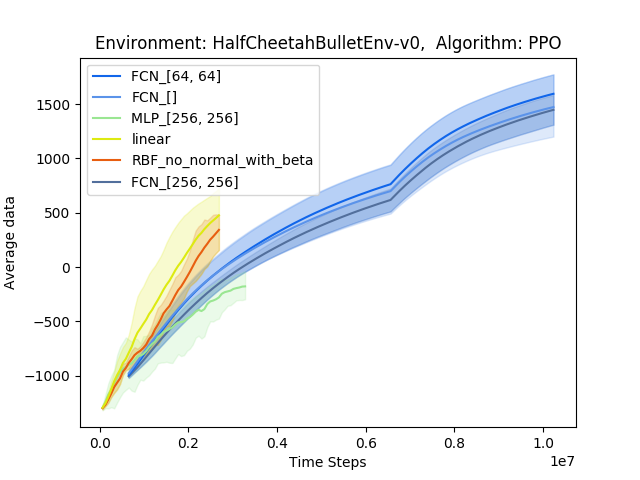 Environment: HalfCheetahBulletEnv-v0,  Algorithm: PPO
FCN_[64, 64]
FCN_[]
MLP_[256, 256]
linear
RBF_no_normal_with_beta
FCN_[256, 256]
Average data
1500
1000
500
0
−500
−1000
0.0 0.2 0.4 0.6 0.8 1.0
1e7
Time Steps